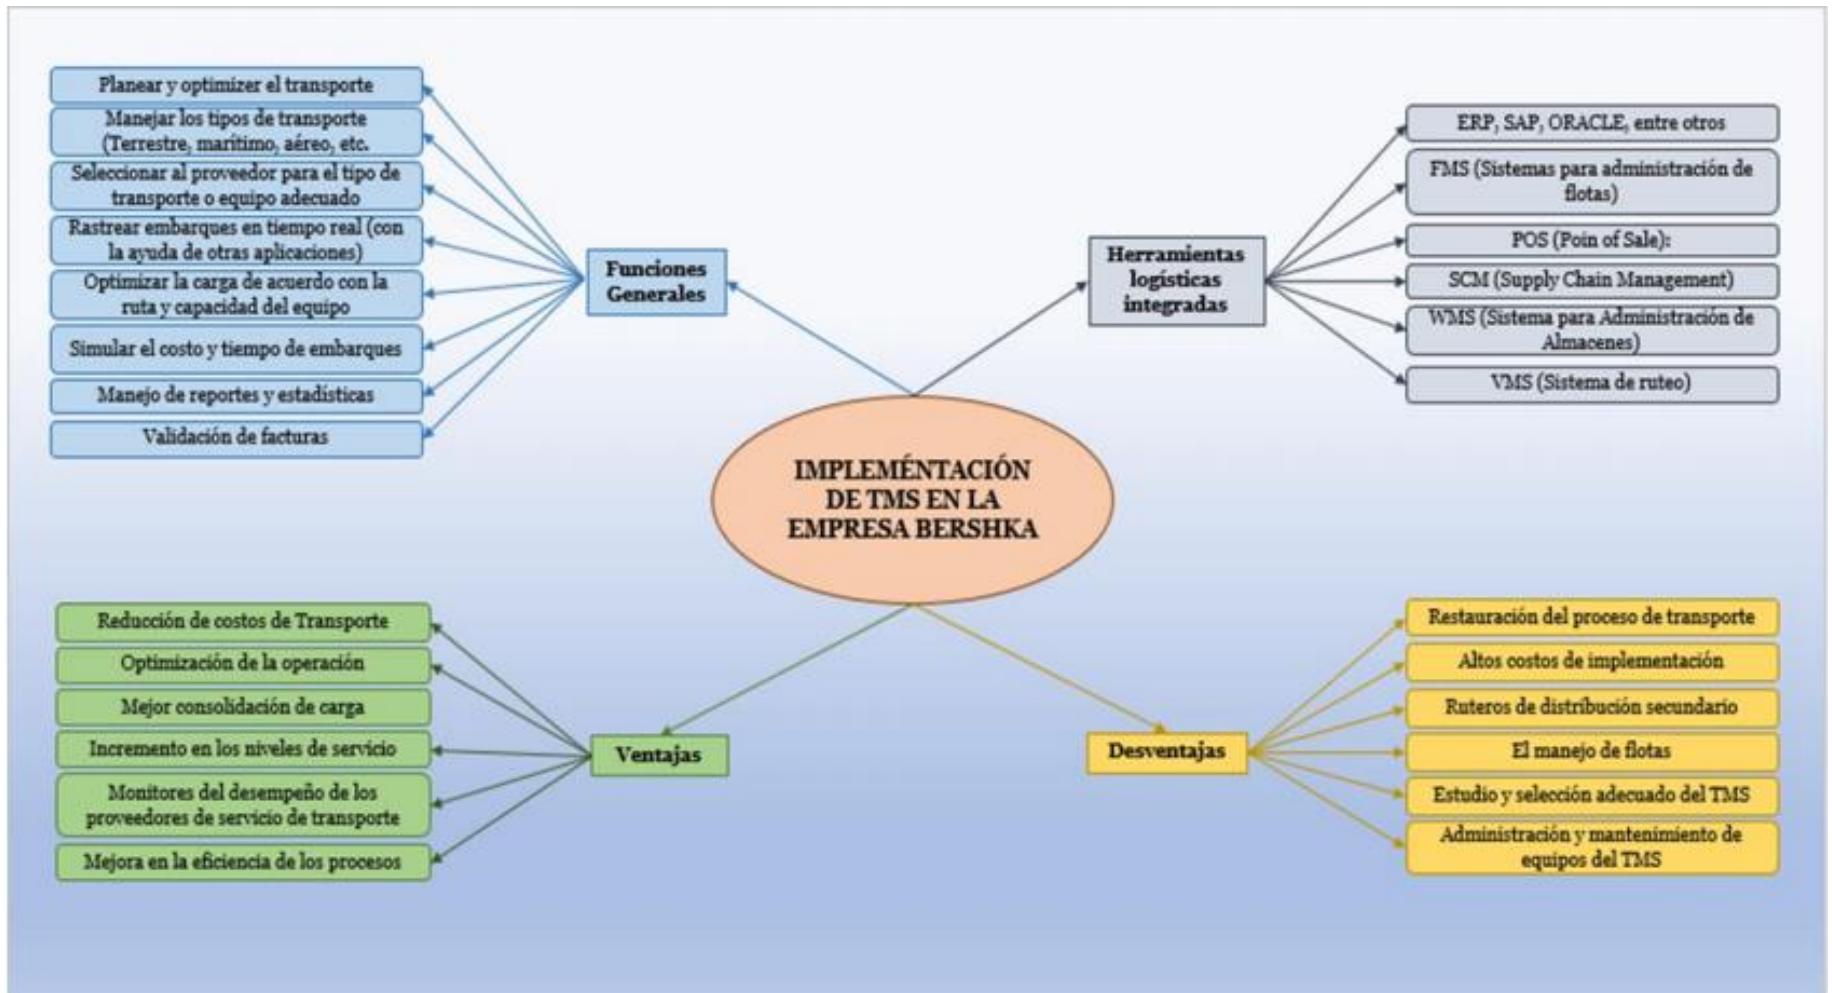 Planear y optimizer el transporte
Manejar los tipos de transporte
(Terrestre, marítimo, aéreo, etc.
Seleccionar al proveedor para el tipo de
transporte o equipo adecuado
Rastrear embarques en tiempo real (con
la ayuda de otras aplicaciones)
Optimizar la carga de acuerdo con la
ruta y capacidad del equipo
Simular el costo y tiempo de embarques
Manejo de reportes y estadísticas
Validación de facturas
Funciones
Generales
Herramientas
logísticas
integradas
ERP, SAP, ORACLE, entre otros
FMS (Sistemas para administración de
flotas)
POS (Poin of Sale):
SCM (Supply Chain Management)
WMS (Sistema para Administración de
Almacenes)
VMS (Sistema de ruteo)
IMPLEMÉNTACIÓN
DE TMS EN LA
EMPRESA BERSHKA
Reducción de costos de Transporte
Optimización de la operación
Mejor consolidación de carga
Incremento en los niveles de servicio
Monitores del desempeño de los
proveedores de servicio de transporte
Mejora en la eficiencia de los procesos
Ventajas
Desventajas
Restauración del proceso de transporte
Altos costos de implementación
Ruteros de distribución secundario
El manejo de flotas
Estudio y selección adecuado del TMS
Administración y mantenimiento de
equipos del TMS